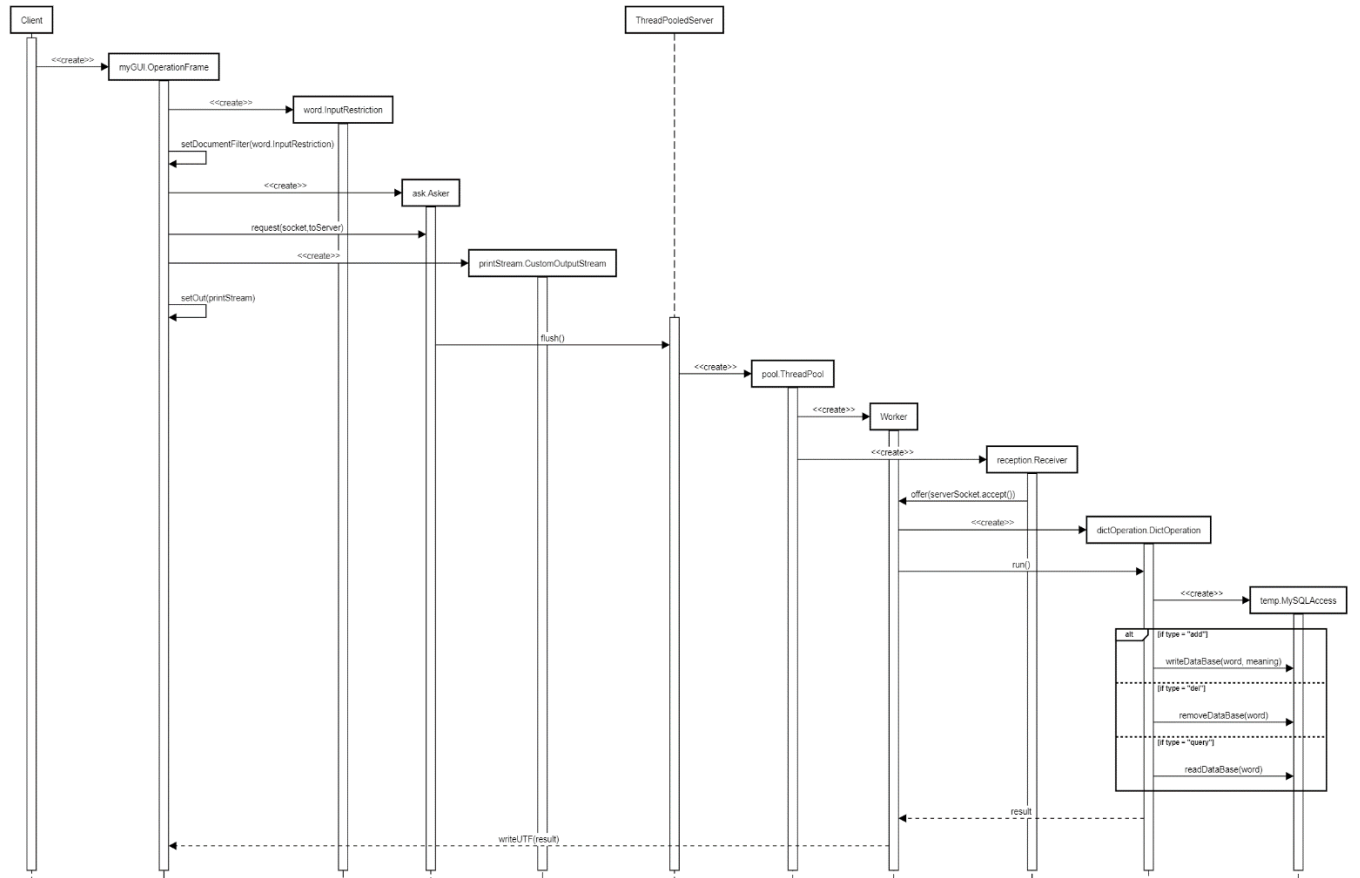 Client
ThreadPooledServer
<<create>>
myGUI.OperationFrame
<<create>>
word.InputRestriction
setDocumentFilter(word.InputRestriction)
<<create>>
ask.Asker
request(socket,toServer)
<<create>>
printStream.CustomOutputStream
setOut(printStream)
flush()
<<create>>
pool.ThreadPool
<<create>>
Worker
<<create>>
reception.Receiver
offer(serverSocket.accept())
<<create>>
dictOperation.DictOperation
run()
<<create>>
temp.MySQLAccess
alt
[if type = "add"]
writeDataBase(word, meaning)
[if type = "del"]
removeDataBase(word)
[if type = "query"]
readDataBase(word)
result
writeUTF(result)